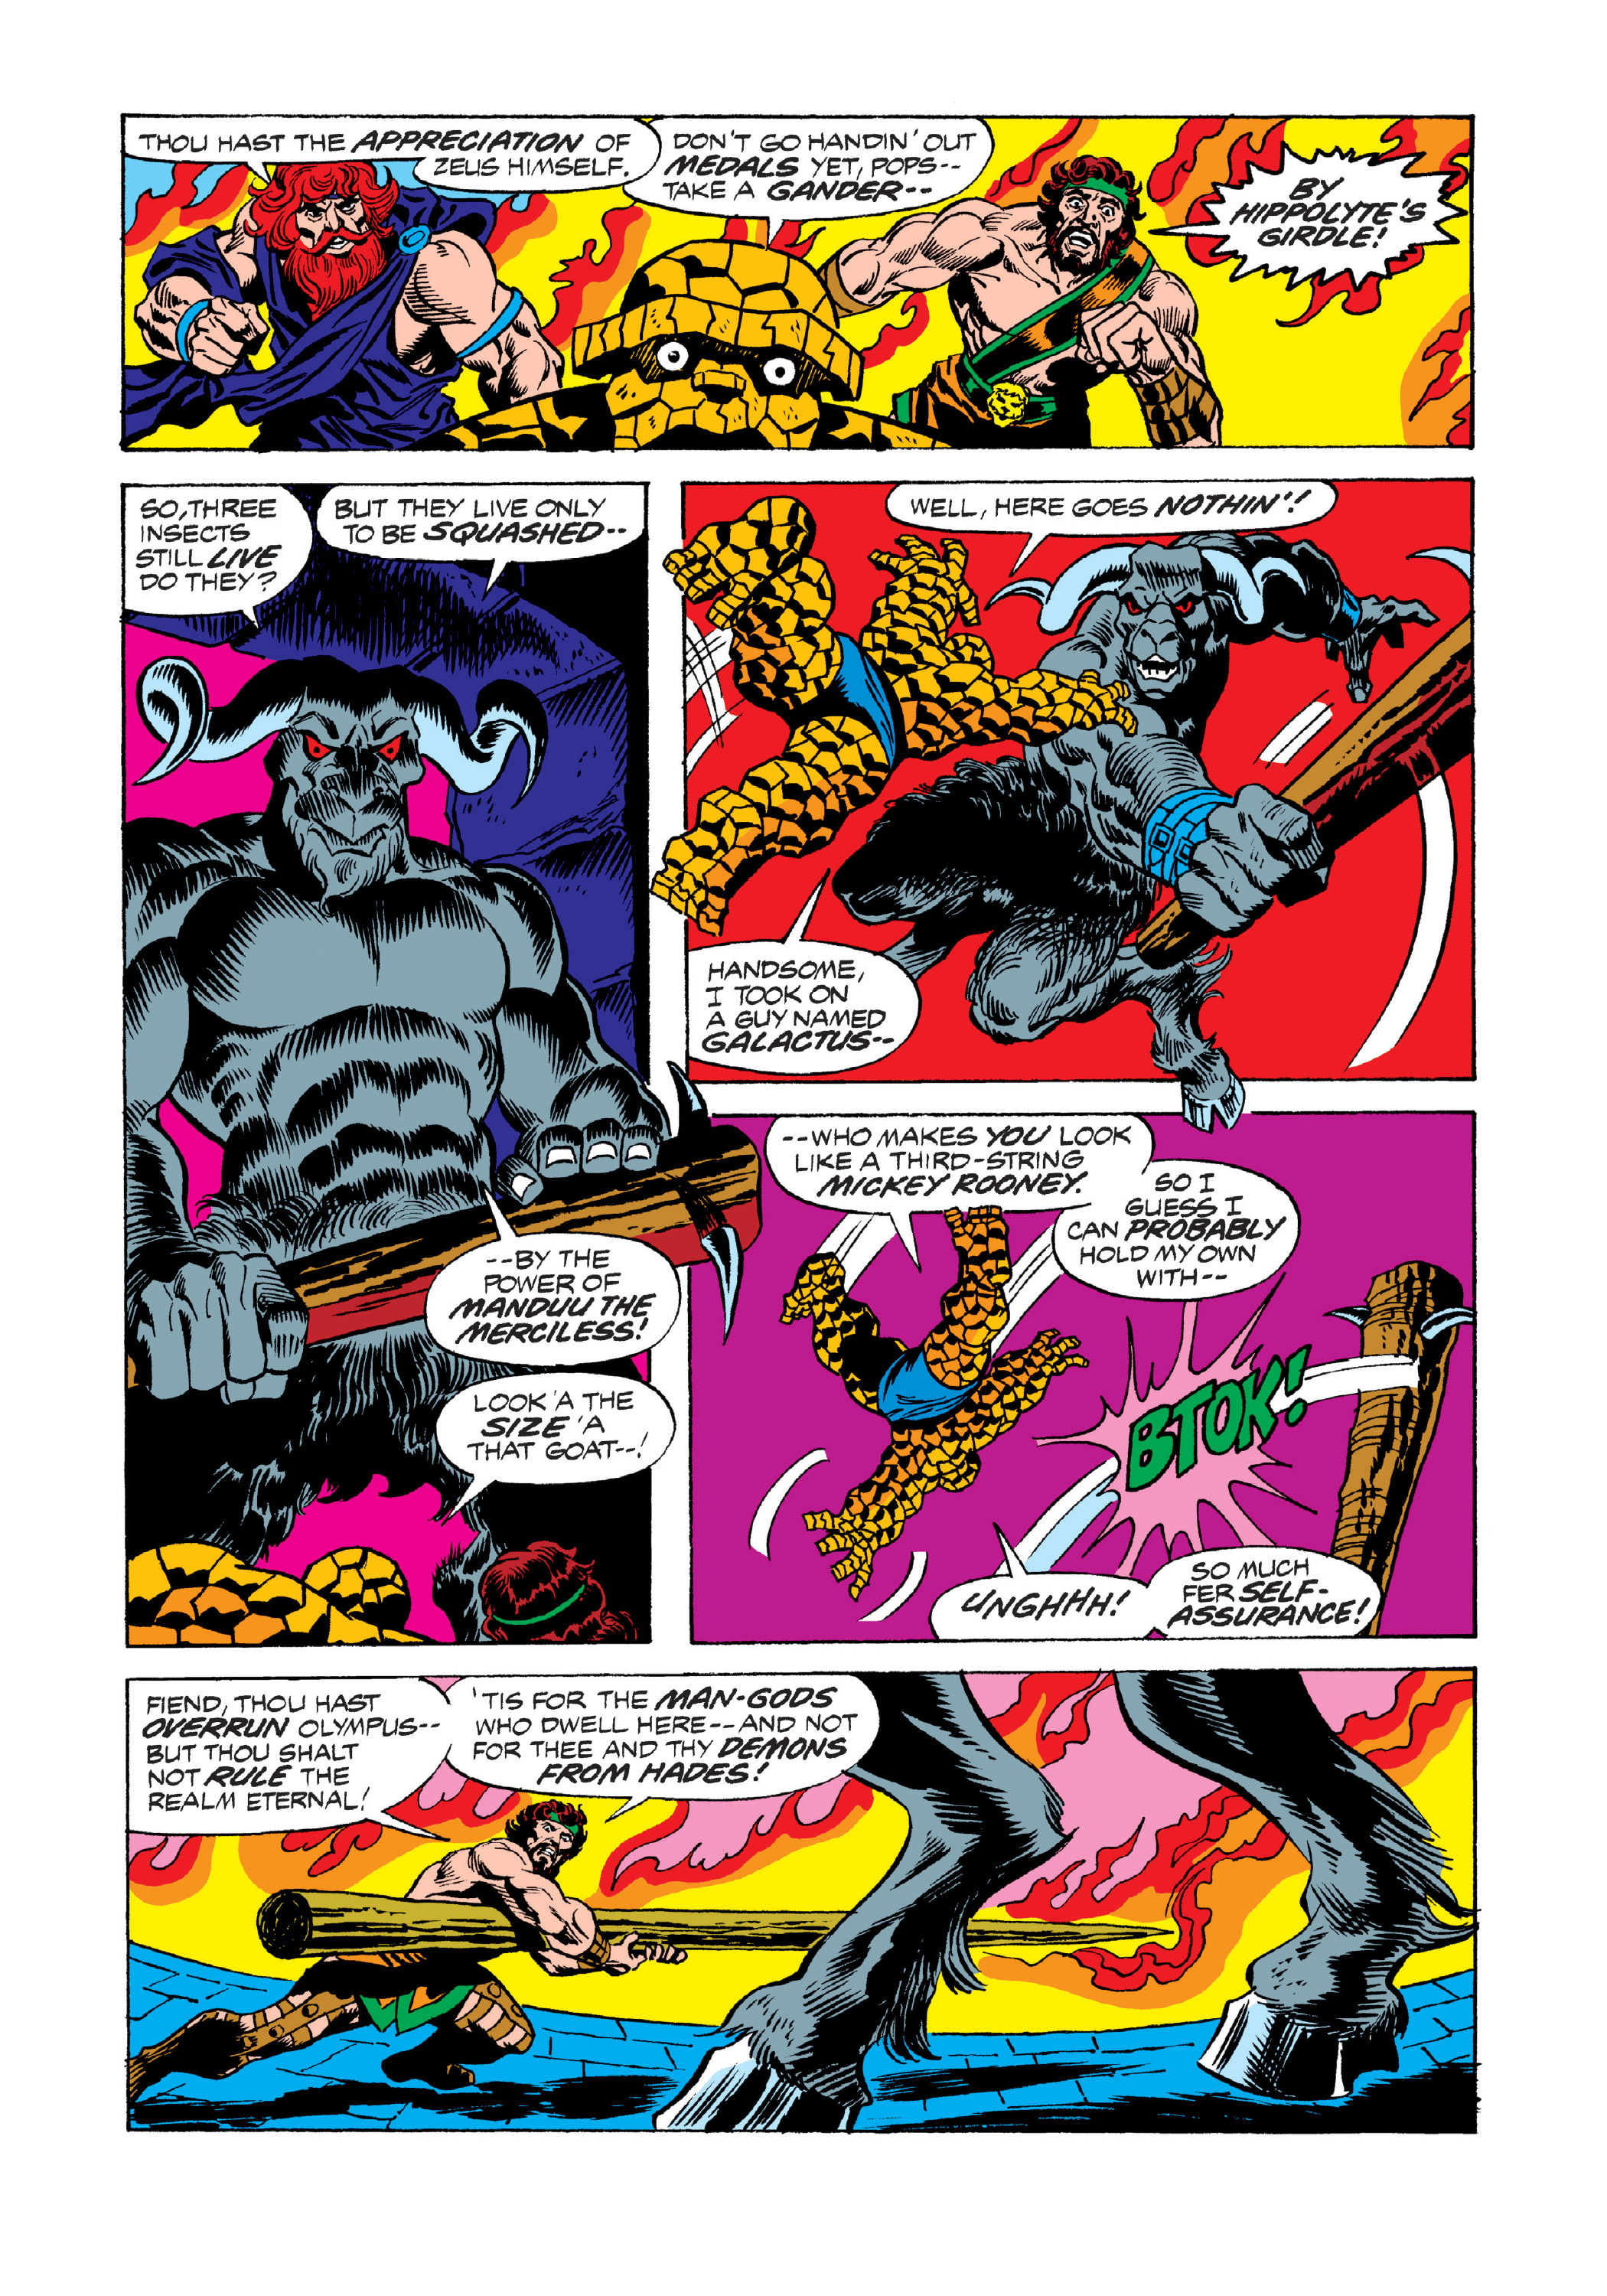 THOU HAST THE APPRECIATION OF
ZEUS HIMSELF.
DON'T GO HANDIN' OUT
MEDALS YET, POPS--
TAKE A GANDER--
BY
HIPPOLYTE'S
GIRDLE!
SO, THREE
INSECTS
STILL LIVE
DO THEY?
BUT THEY LIVE ONLY
TO BE SQUASHED--
--BY THE
POWER OF
MANDUU THE
MERCILESS!
LOOK 'A THE
SIZE 'A
THAT GOAT--!
WELL, HERE GOES NOTHIN'!
HANDSOME,
I TOOK ON
A GUY NAMED
GALACTUS--
--WHO MAKES YOU LOOK
LIKE A THIRD-STRING
MICKEY ROONEY.
SO I
GUESS I
CAN PROBABLY
HOLD MY OWN
WITH--
BTOK!
UNGHHH!
SO MUCH
FER SELF-
ASSURANCE!
FIEND, THOU HAST
OVERRUN OLYMPUS--
BUT THOU SHALT
NOT RULE THE
REALM ETERNAL!
'TIS FOR THE MAN-GODS
WHO DWELL HERE--AND NOT
FOR THEE AND THY DEMONS
FROM HADES!